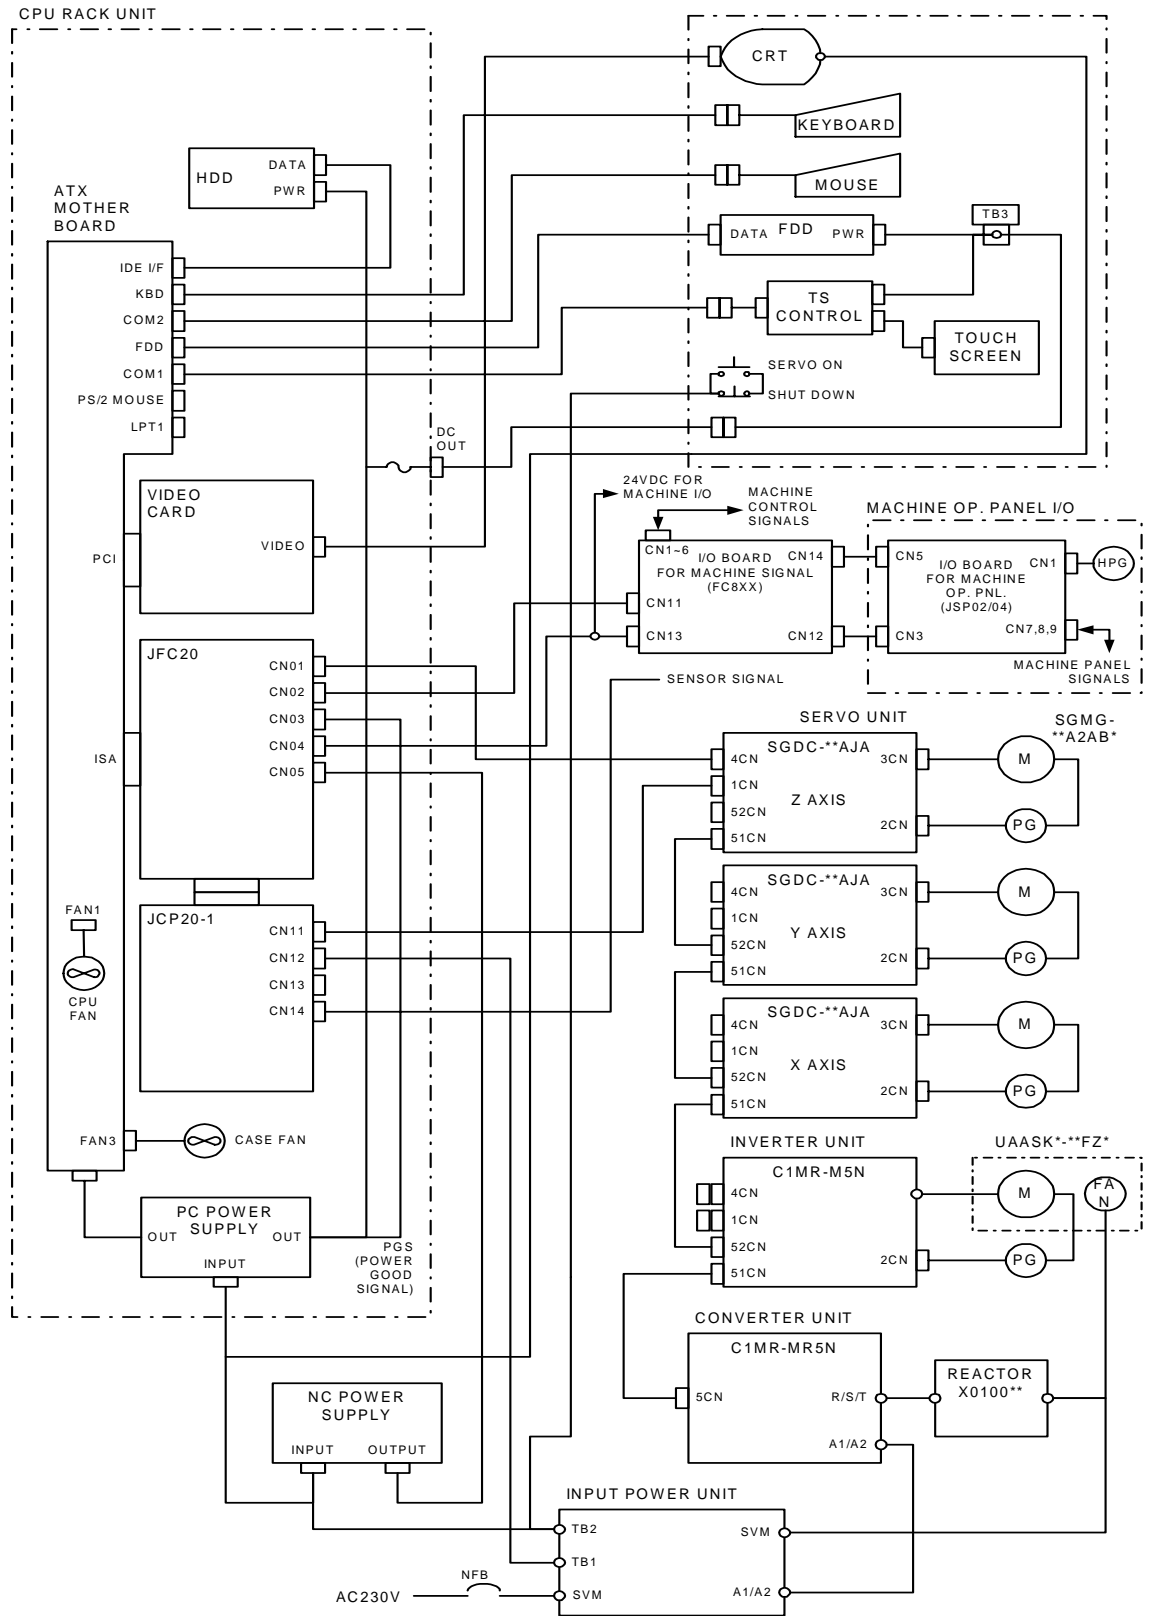 CPU RACK UNIT
CRT
KEYBOARD
HDD
DATA
PWR
MOUSE
ATX
MOTHER
BOARD
TB3
DATA
FDD
PWR
IDE I/F
KBD
COM2
FDD
COM1
PS/2 MOUSE
LPT1
TS
CONTROL
TOUCH
SCREEN
SERVO ON
SHUT DOWN
DC
OUT
24VDC FOR
MACHINE I/O
MACHINE
CONTROL
SIGNALS
MACHINE OP. PANEL I/O
VIDEO
CARD
VIDEO
PCI
CN1~6
I/O BOARD
FOR MACHINE SIGNAL
(FC8XX)
CN14
CN11
CN13
CN12
CN5
I/O BOARD
FOR MACHINE
OP. PNL.
(JSP02/04)
CN1
HPG
CN7,8,9
CN3
MACHINE PANEL
SIGNALS
JFC20
CN01
CN02
CN03
CN04
CN05
ISA
SENSOR SIGNAL
SERVO UNIT
SGMG-
**A2AB*
SGDC-**AJA
4CN
3CN
M
1CN
Z AXIS
52CN
51CN
2CN
PG
SGDC-**AJA
4CN
3CN
M
1CN
Y AXIS
52CN
51CN
2CN
PG
JCP20-1
CN11
CN12
CN13
CN14
FAN1
CPU
FAN
SGDC-**AJA
4CN
3CN
M
1CN
X AXIS
52CN
51CN
2CN
PG
FAN3
CASE FAN
INVERTER UNIT
UAASK*-**FZ*
C1MR-M5N
4CN
1CN
52CN
51CN
2CN
M
FA
N
PG
PC POWER
SUPPLY
OUT
OUT
INPUT
PGS
(POWER
GOOD
SIGNAL)
CONVERTER UNIT
C1MR-MR5N
5CN
R/S/T
A1/A2
REACTOR
X0100**
NC POWER
SUPPLY
INPUT
OUTPUT
INPUT POWER UNIT
TB2
SVM
TB1
AC230V
NFB
SVM
A1/A2